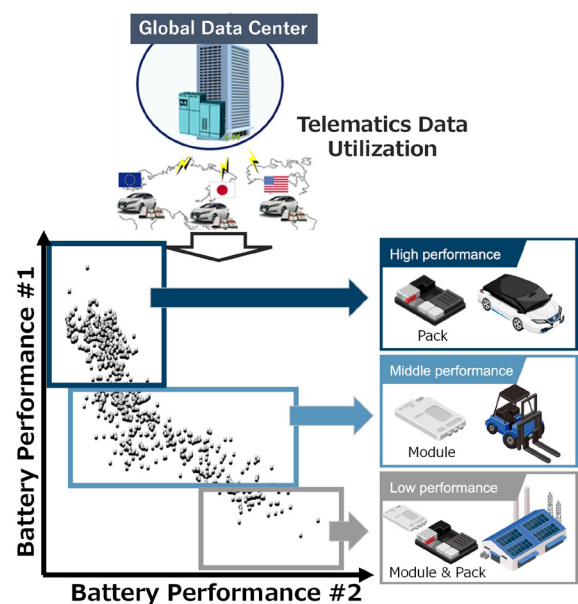 Global Data Center
Telematics Data
Utilization
Battery Performance #1
High performance
Pack
Middle performance
Module
Low performance
Module & Pack
Battery Performance #2